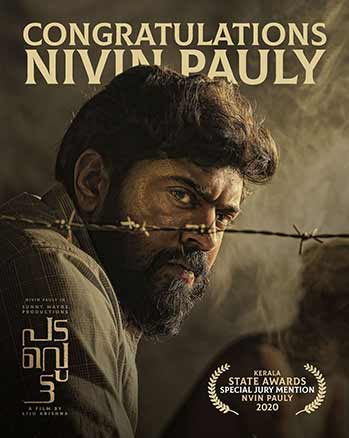 CONGRATULATIONS
NIVIN PAULY
NIVIN PAULY IN
SUNNY WAYNE
PRODUCTIONS
പട
വെ
ട്ട്
A FILM BY
LIJU KRISHNA
KERALA
STATE AWARDS
SPECIAL JURY MENTION
NVIN PAULY
2020